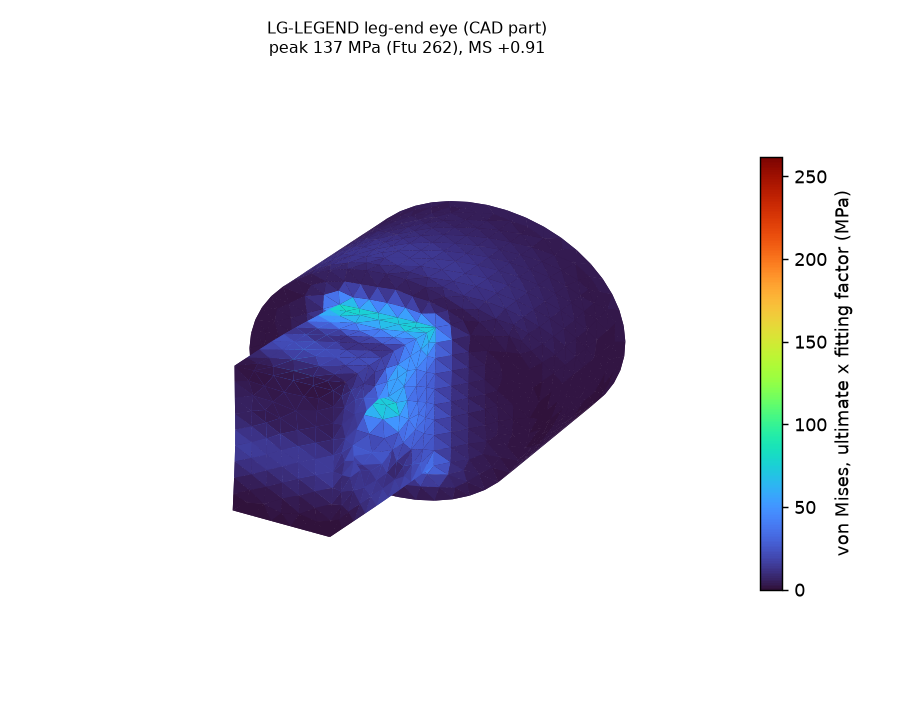 LG-LEGEND leg-end eye (CAD part)
peak 137 MPa (Ftu 262), MS +0.91
250
200
150
100
50
0
von Mises, ultimate x fitting factor (MPa)